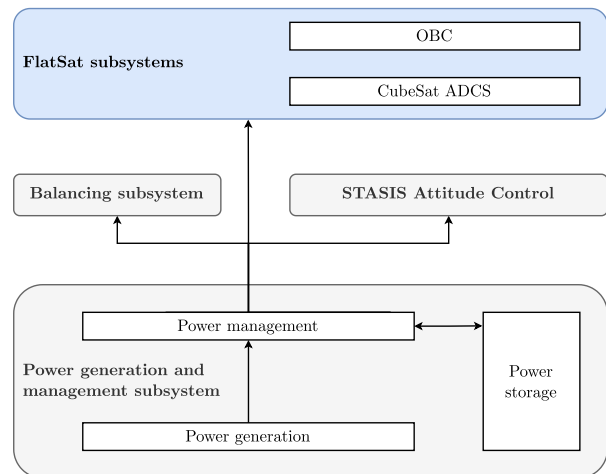 OBC
FlatSat subsystems
CubeSat ADCS
Balancing subsystem
STASIS Attitude Control
Power management
Power generation and
management subsystem
Power
storage
Power generation